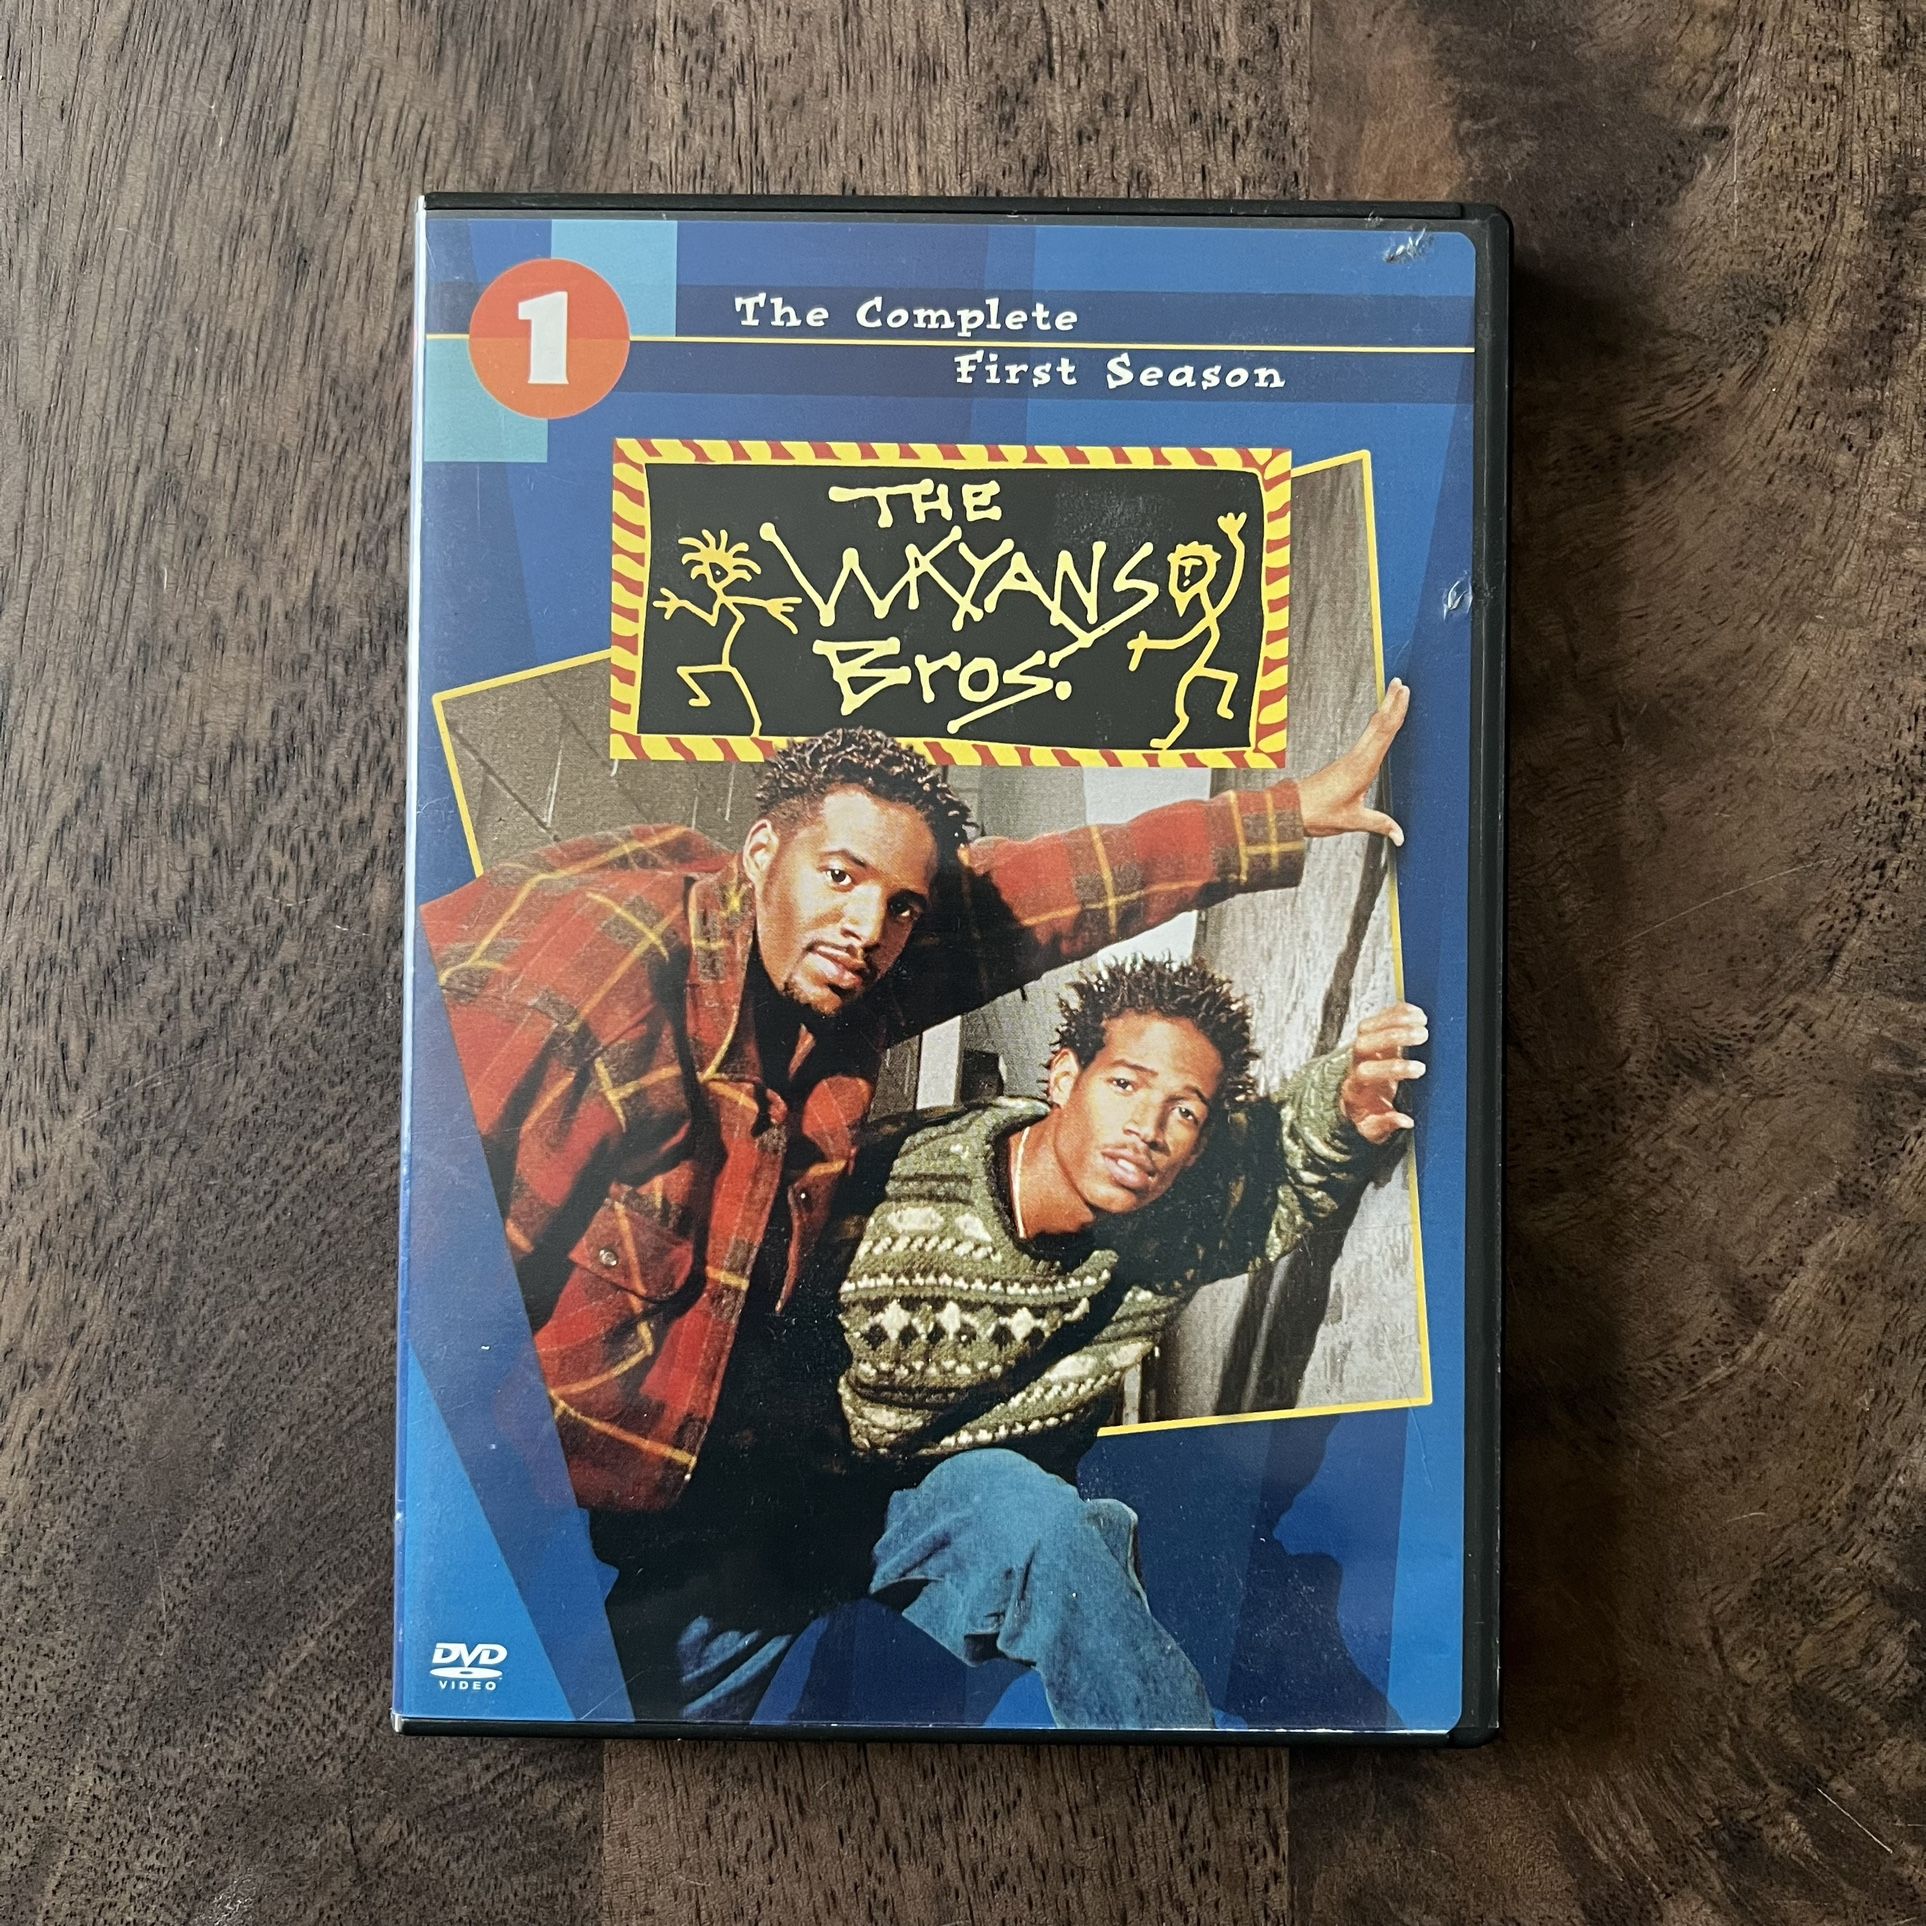 1
The Complete
First Season
THE
WAYANS
Bros.
DVD
VIDEO